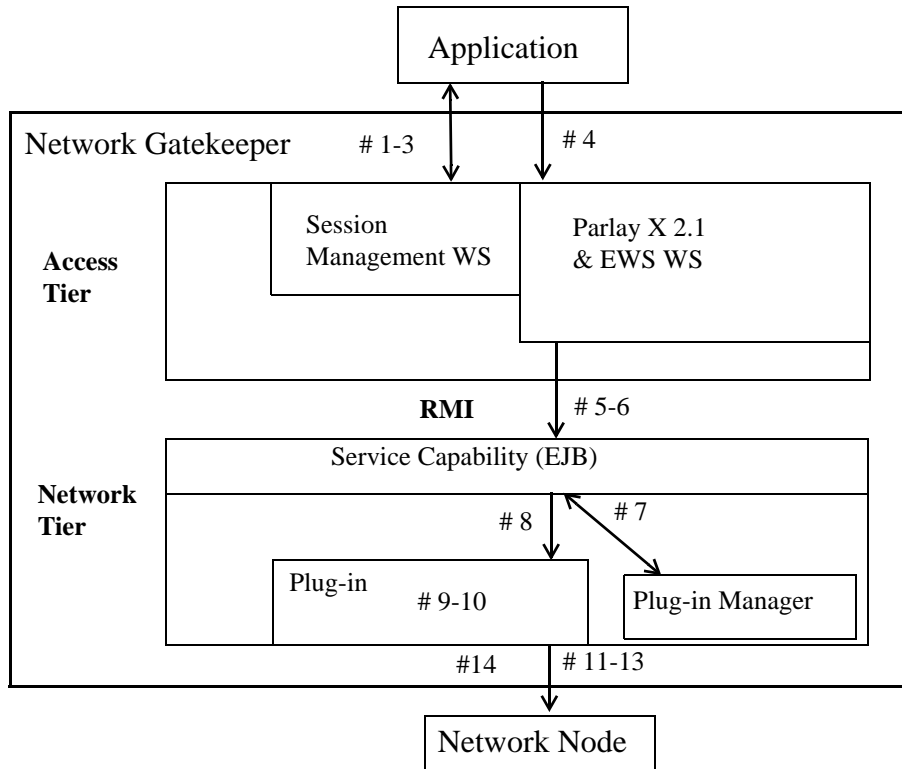 Application
Network Gatekeeper
# 1-3
# 4
Session
Management WS
Parlay X 2.1
& EWS WS
Access
Tier
RMI
# 5-6
Service Capability (EJB)
Network
Tier
# 8
# 7
Plug-in
# 9-10
Plug-in Manager
#14
# 11-13
Network Node